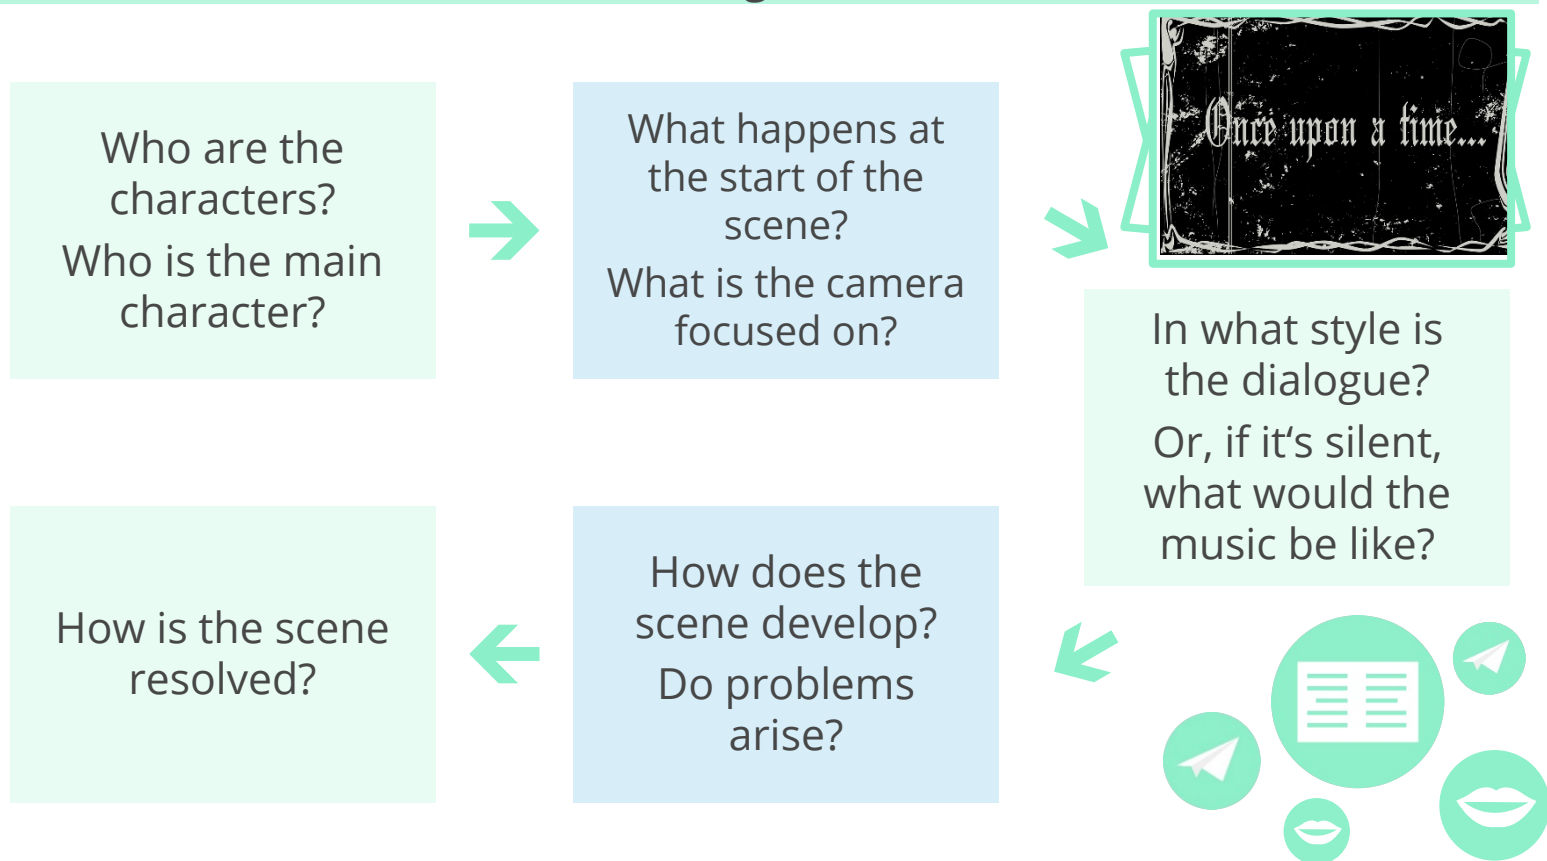 Who are the
characters?
Who is the main
character?
What happens at
the start of the
scene?
What is the camera
focused on?
Once upon a time...
In what style is
the dialogue?
Or, if it‘s silent,
what would the
music be like?
How does the
scene develop?
Do problems
arise?
How is the scene
resolved?